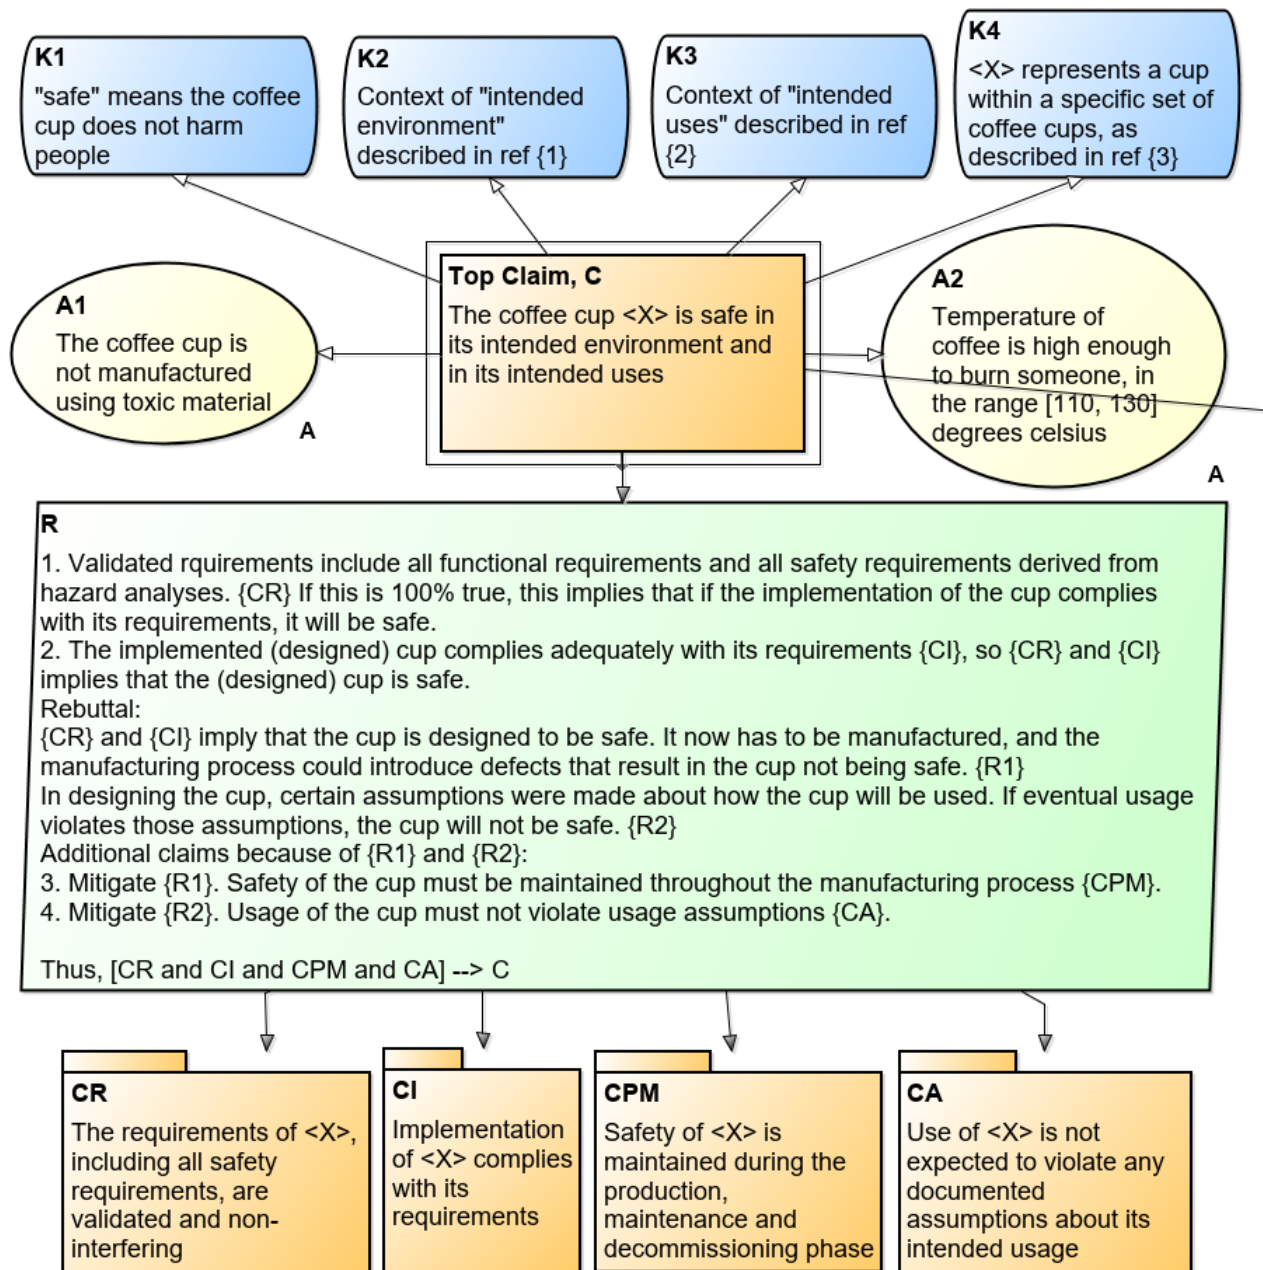 K1
"safe" means the coffee
cup does not harm
people
K2
Context of "intended
environment"
described in ref {1}
K3
Context of "intended
uses" described in ref
{2}
K4
<X> represents a cup
within a specific set of
coffee cups, as
described in ref {3}
A1
The coffee cup is
not manufactured
using toxic material
A
Top Claim, C
The coffee cup <X> is safe in
its intended environment and
in its intended uses
A2
Temperature of
coffee is high enough
to burn someone, in
the range [110, 130]
degrees celsius
A
R
1. Validated rquirements include all functional requirements and all safety requirements derived from
hazard analyses. {CR} If this is 100% true, this implies that if the implementation of the cup complies
with its requirements, it will be safe.
2. The implemented (designed) cup complies adequately with its requirements {CI}, so {CR} and {CI}
implies that the (designed) cup is safe.
Rebuttal:
{CR} and {CI} imply that the cup is designed to be safe. It now has to be manufactured, and the
manufacturing process could introduce defects that result in the cup not being safe. {R1}
In designing the cup, certain assumptions were made about how the cup will be used. If eventual usage
violates those assumptions, the cup will not be safe. {R2}
Additional claims because of {R1} and {R2}:
3. Mitigate {R1}. Safety of the cup must be maintained throughout the manufacturing process {CPM}.
4. Mitigate {R2}. Usage of the cup must not violate usage assumptions {CA}.
Thus, [CR and CI and CPM and CA] --> C
CR
The requirements of <X>,
including all safety
requirements, are
validated and non-
interfering
CI
Implementation
of <X> complies
with its
requirements
CPM
Safety of <X> is
maintained during the
production,
maintenance and
decommissioning phase
CA
Use of <X> is not
expected to violate any
documented
assumptions about its
intended usage